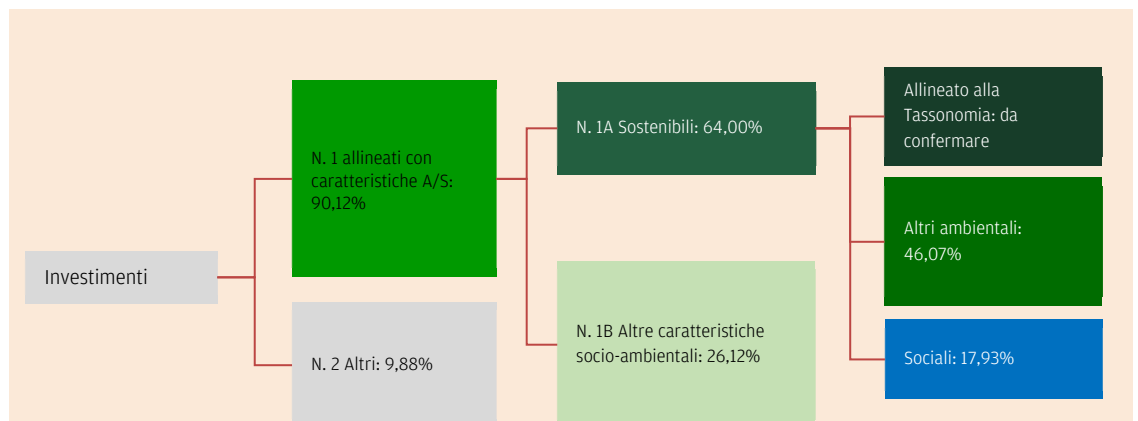 Investimenti
N. 1 allineati con
caratteristiche A/S:
90,12%
N. 2 Altri: 9,88%
N. 1A Sostenibili: 64,00%
N. 1B Altre caratteristiche
socio-ambientali: 26,12%
Allineato alla
Tassonomia: da
confermare
Altri ambientali:
46,07%
Sociali: 17,93%